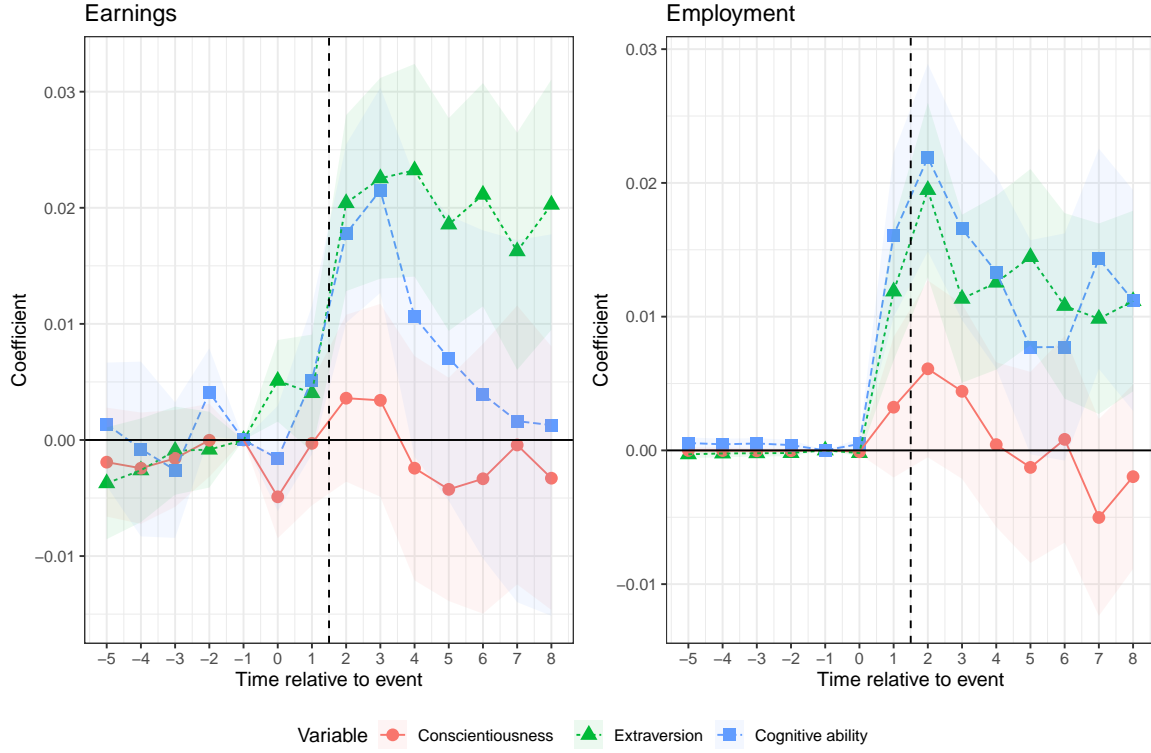 Earnings
Employment
Coefficient
0.03
0.02
0.01
0.00
−0.01
−5 −4 −3 −2 −1 0 1 2 3 4 5 6 7 8
Time relative to event
Coefficient
0.03
0.02
0.01
0.00
−0.01
−5 −4 −3 −2 −1 0 1 2 3 4 5 6 7 8
Time relative to event
Variable Conscientiousness Extraversion Cognitive ability